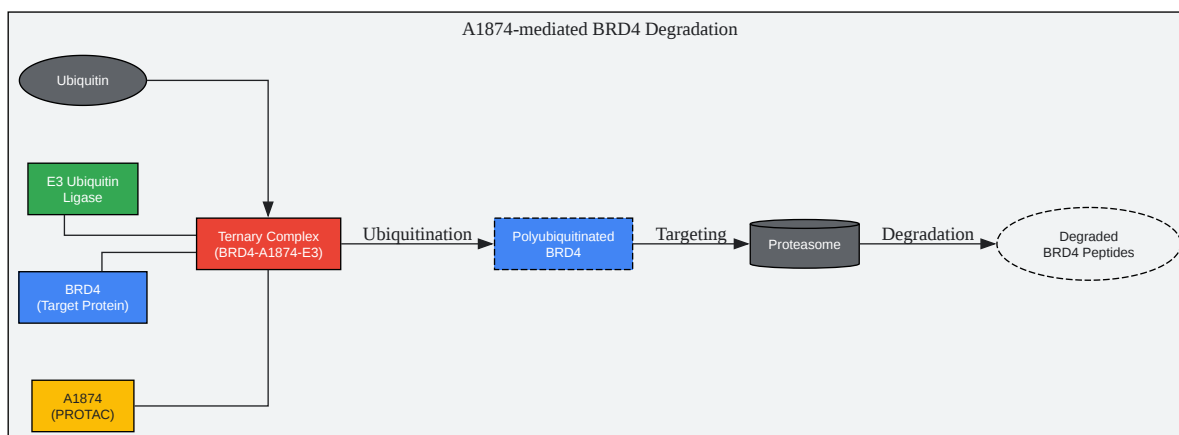 A1874-mediated BRD4 Degradation
Ubiquitin
E3 Ubiquitin
Ligase
BRD4
(Target Protein)
A1874
(PROTAC)
Ternary Complex
(BRD4-A1874-E3)
Ubiquitination
Polyubiquitinated
BRD4
Targeting
Proteasome
Degradation
Degraded
BRD4 Peptides